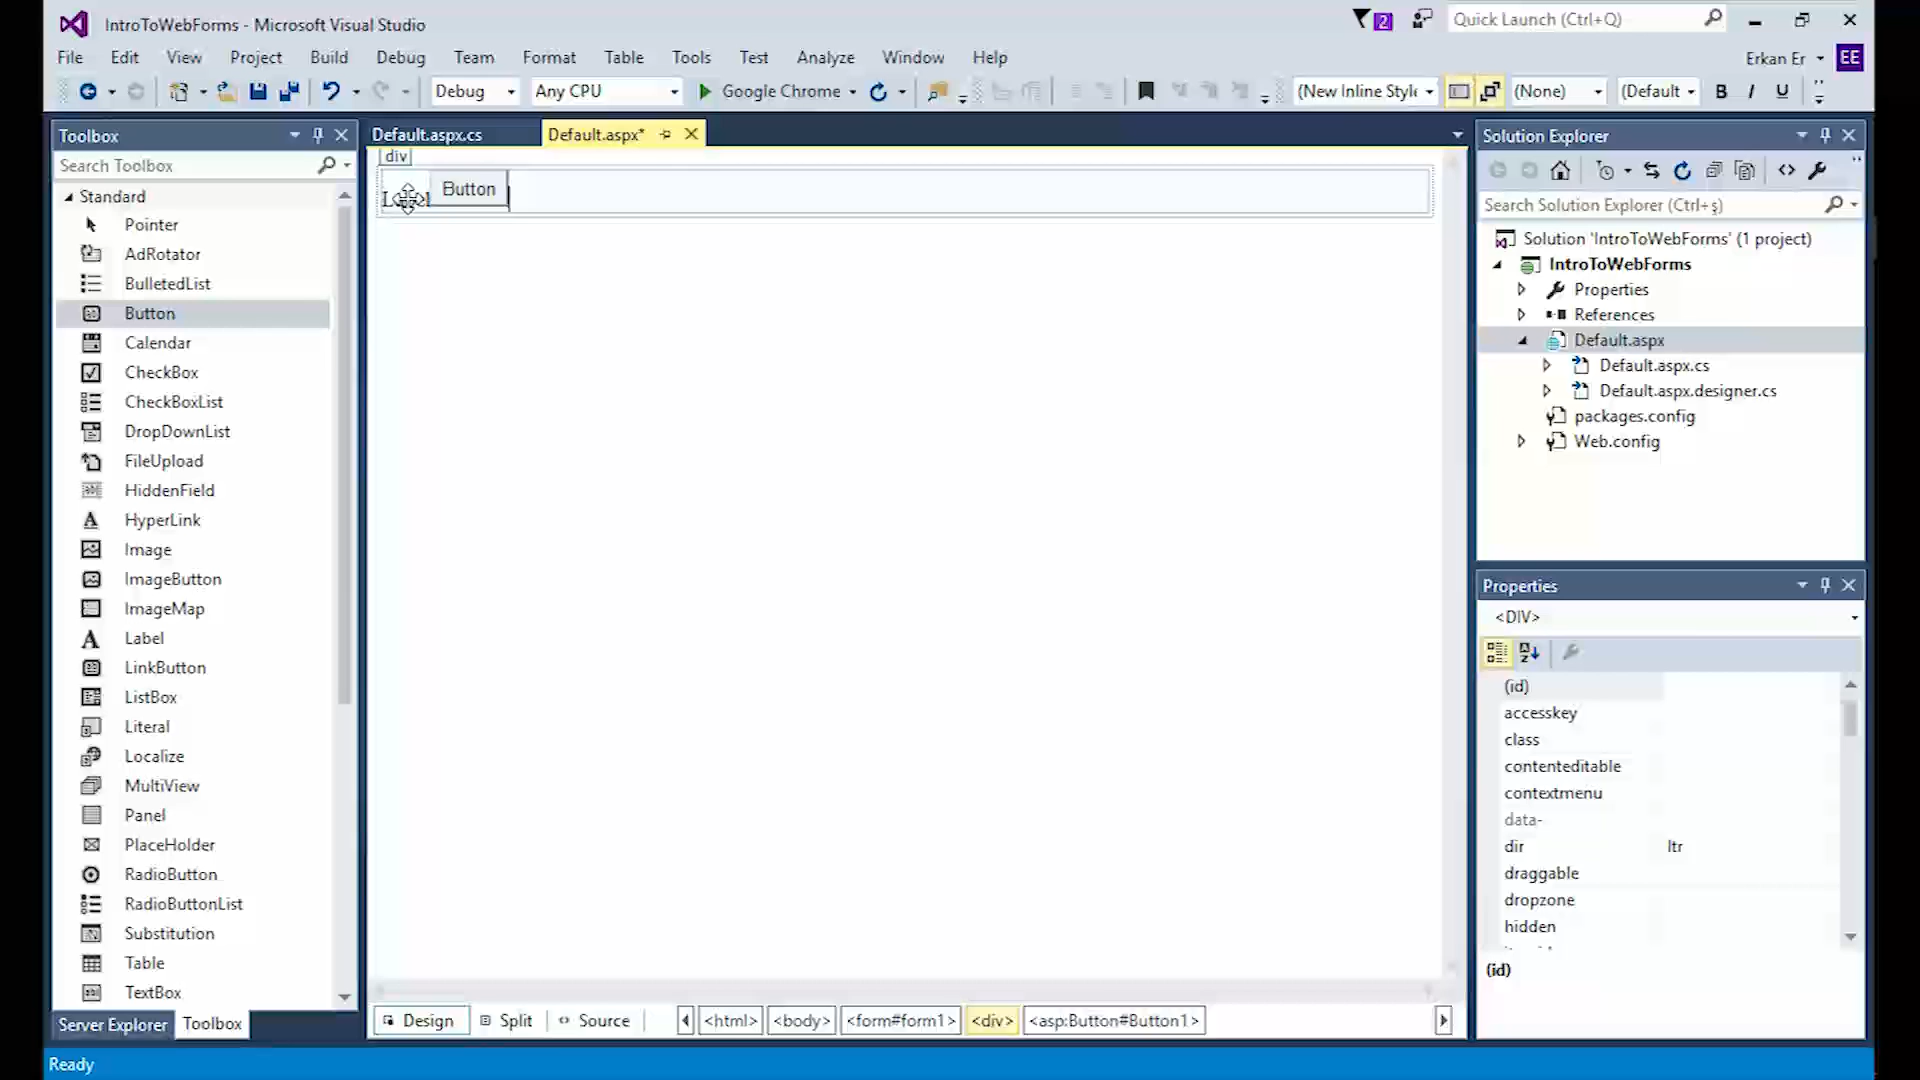 IntroToWebForms - Microsoft Visual Studio
2
Quick Launch (Ctrl+Q)
File Edit View Project Build Debug Team Format Table Tools Test Analyze Window Help
Erkan Er EE
Debug Any CPU Google Chrome (New Inline Styl (None) (Default B I U
Toolbox
Search Toolbox
Standard
Pointer
AdRotator
BulletedList
Button
Calendar
CheckBox
CheckBoxList
DropDownList
FileUpload
HiddenField
HyperLink
Image
ImageButton
ImageMap
Label
LinkButton
ListBox
Literal
Localize
MultiView
Panel
PlaceHolder
RadioButton
RadioButtonList
Substitution
Table
TextBox
Server Explorer Toolbox
Default.aspx.cs Default.aspx*
div
Button
Design Split Source <html> <body> <form#form1> <div> <asp:Button#Button1>
Solution Explorer
Search Solution Explorer (Ctrl+ş)
Solution 'IntroToWebForms' (1 project)
IntroToWebForms
Properties
References
Default.aspx
Default.aspx.cs
Default.aspx.designer.cs
packages.config
Web.config
Properties
<DIV>
(id)
accesskey
class
contenteditable
contextmenu
data-
dir ltr
draggable
dropzone
hidden
(id)
Ready